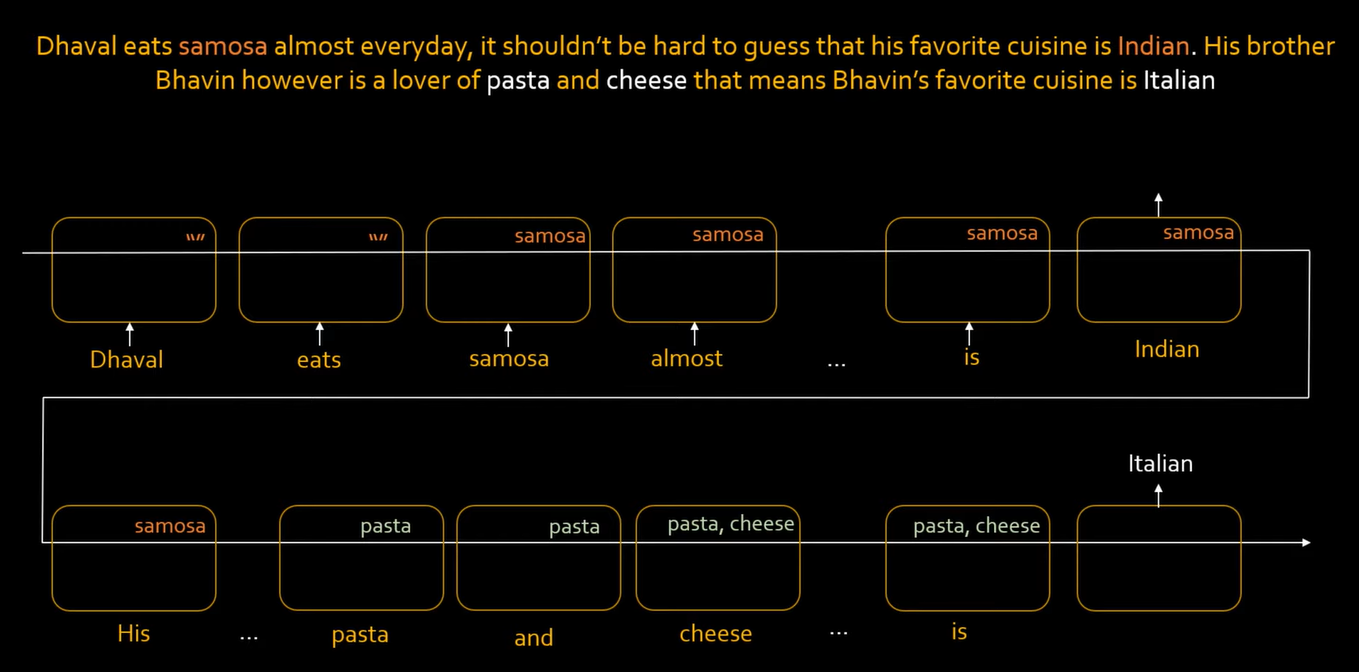 Dhaval eats samosa almost everyday, it shouldn't be hard to guess that his favorite cuisine is Indian. His brother
Bhavin however is a lover of pasta and cheese that means Bhavin's favorite cuisine is Italian
"" "" samosa samosa samosa samosa
Dhaval eats samosa almost ... is Indian
Italian
samosa pasta pasta pasta, cheese pasta, cheese
His ... pasta and cheese ... is